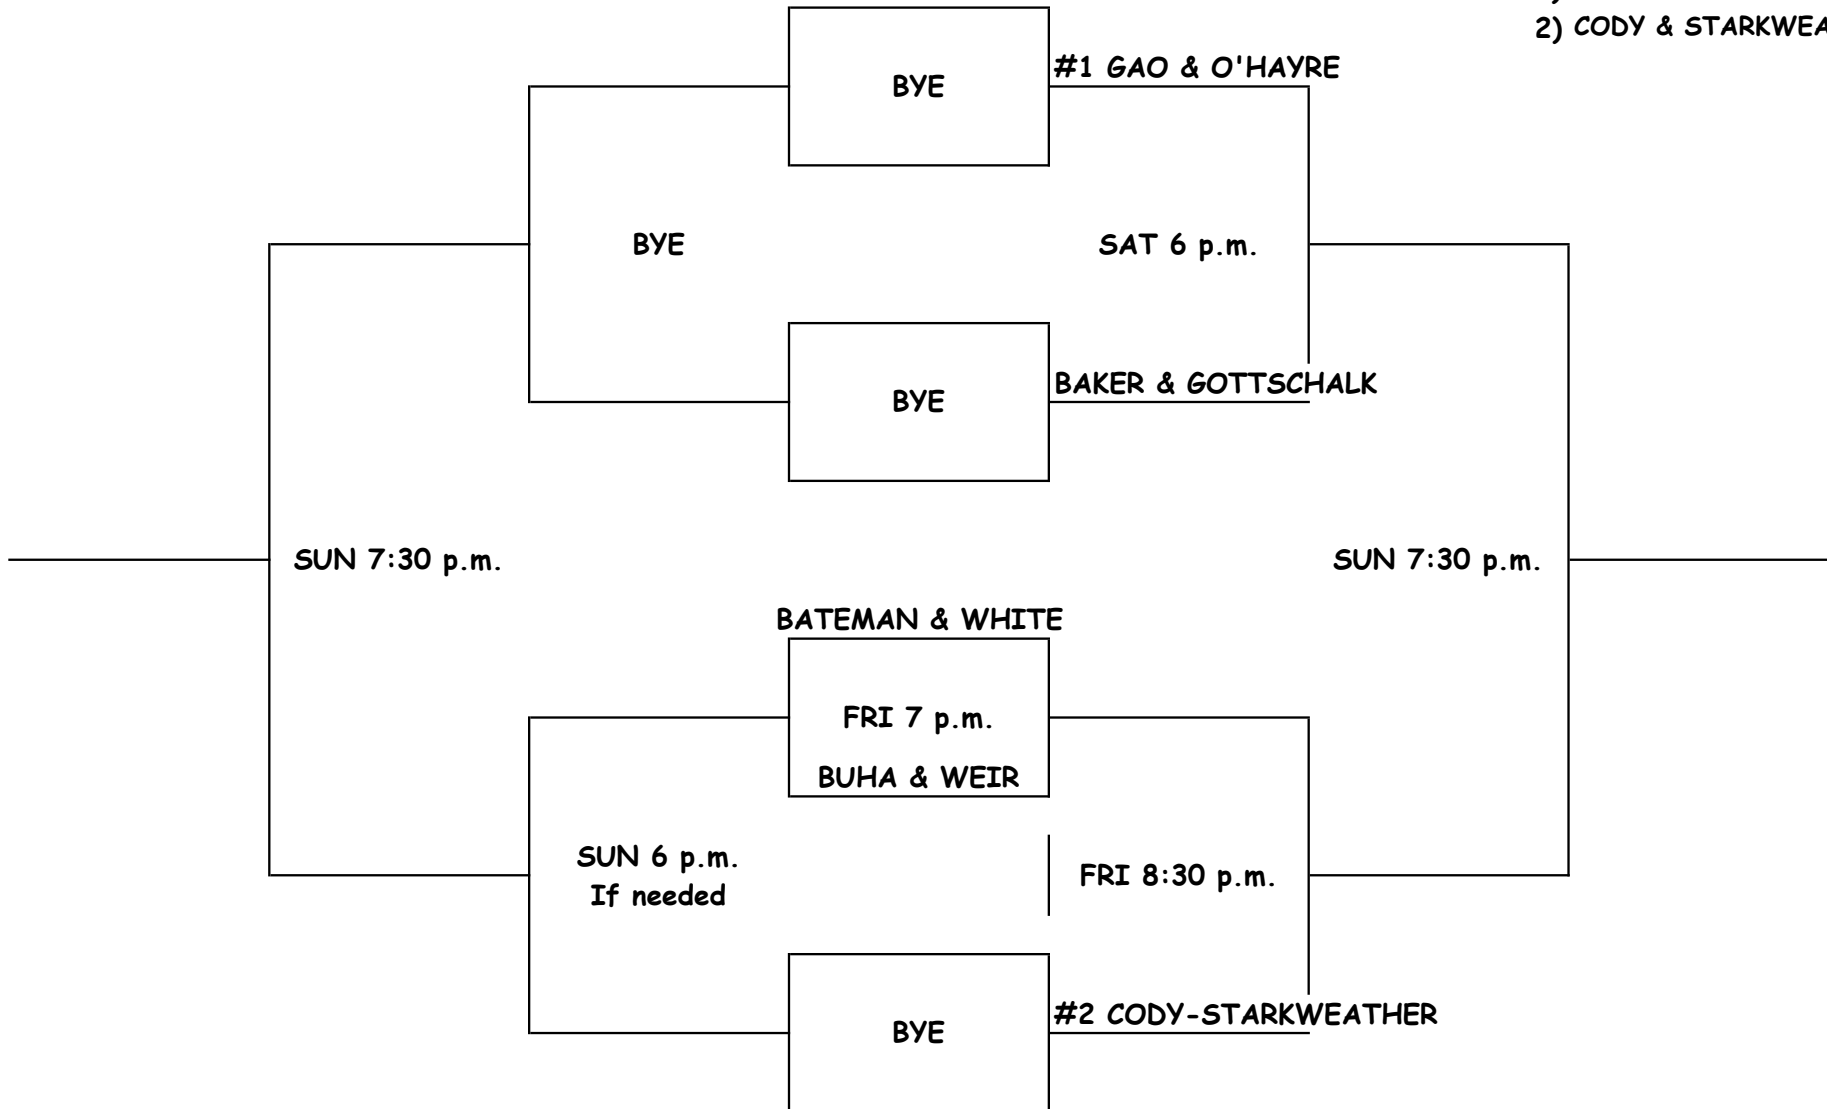 2) CODY & STARKWEA
#1 GAO & O'HAYRE
BYE
BYE
SAT 6 p.m.
BAKER & GOTTSCHALK
BYE
SUN 7:30 p.m.
SUN 7:30 p.m.
BATEMAN & WHITE
FRI 7 p.m.
BUHA & WEIR
SUN 6 p.m.
If needed
FRI 8:30 p.m.
#2 CODY-STARKWEATHER
BYE